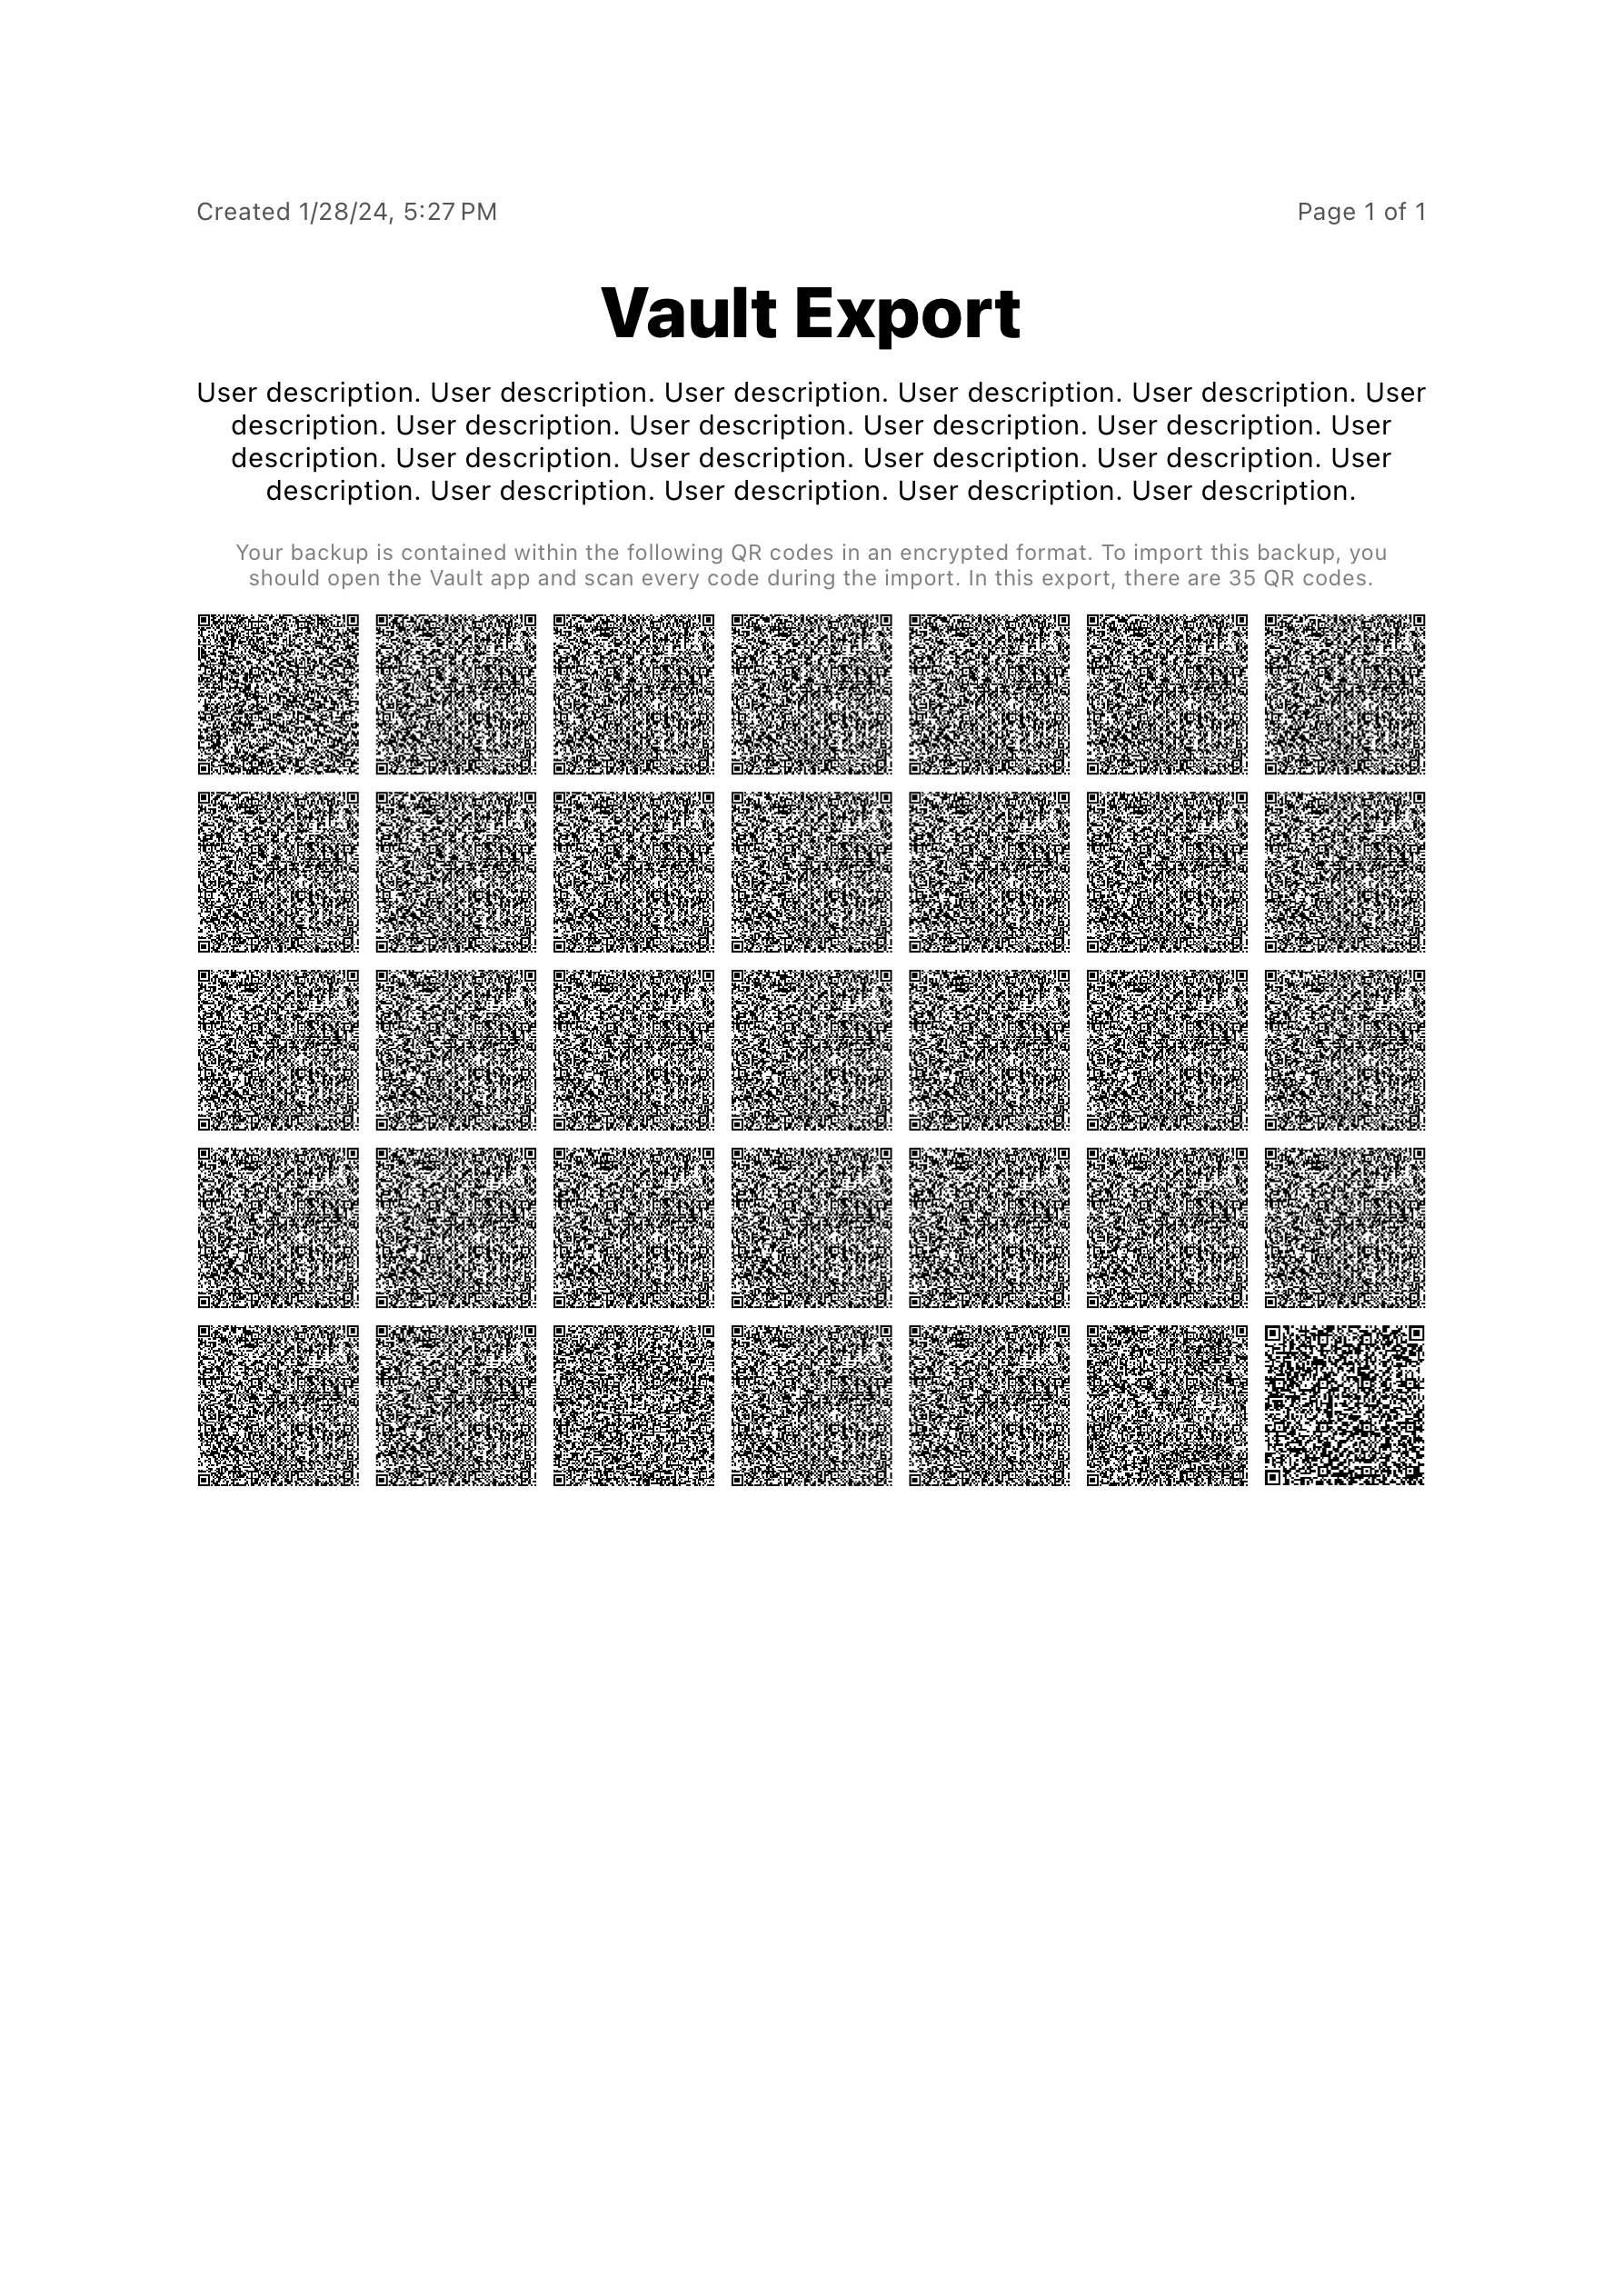 Created 1/28/24, 5:27 PM
Page 1 of 1
Vault Export
User description. User description. User description. User description. User description. User
description. User description. User description. User description. User description. User
description. User description. User description. User description. User description. User
description. User description. User description. User description. User description.
Your backup is contained within the following QR codes in an encrypted format. To import this backup, you
should open the Vault app and scan every code during the import. In this export, there are 35 QR codes.